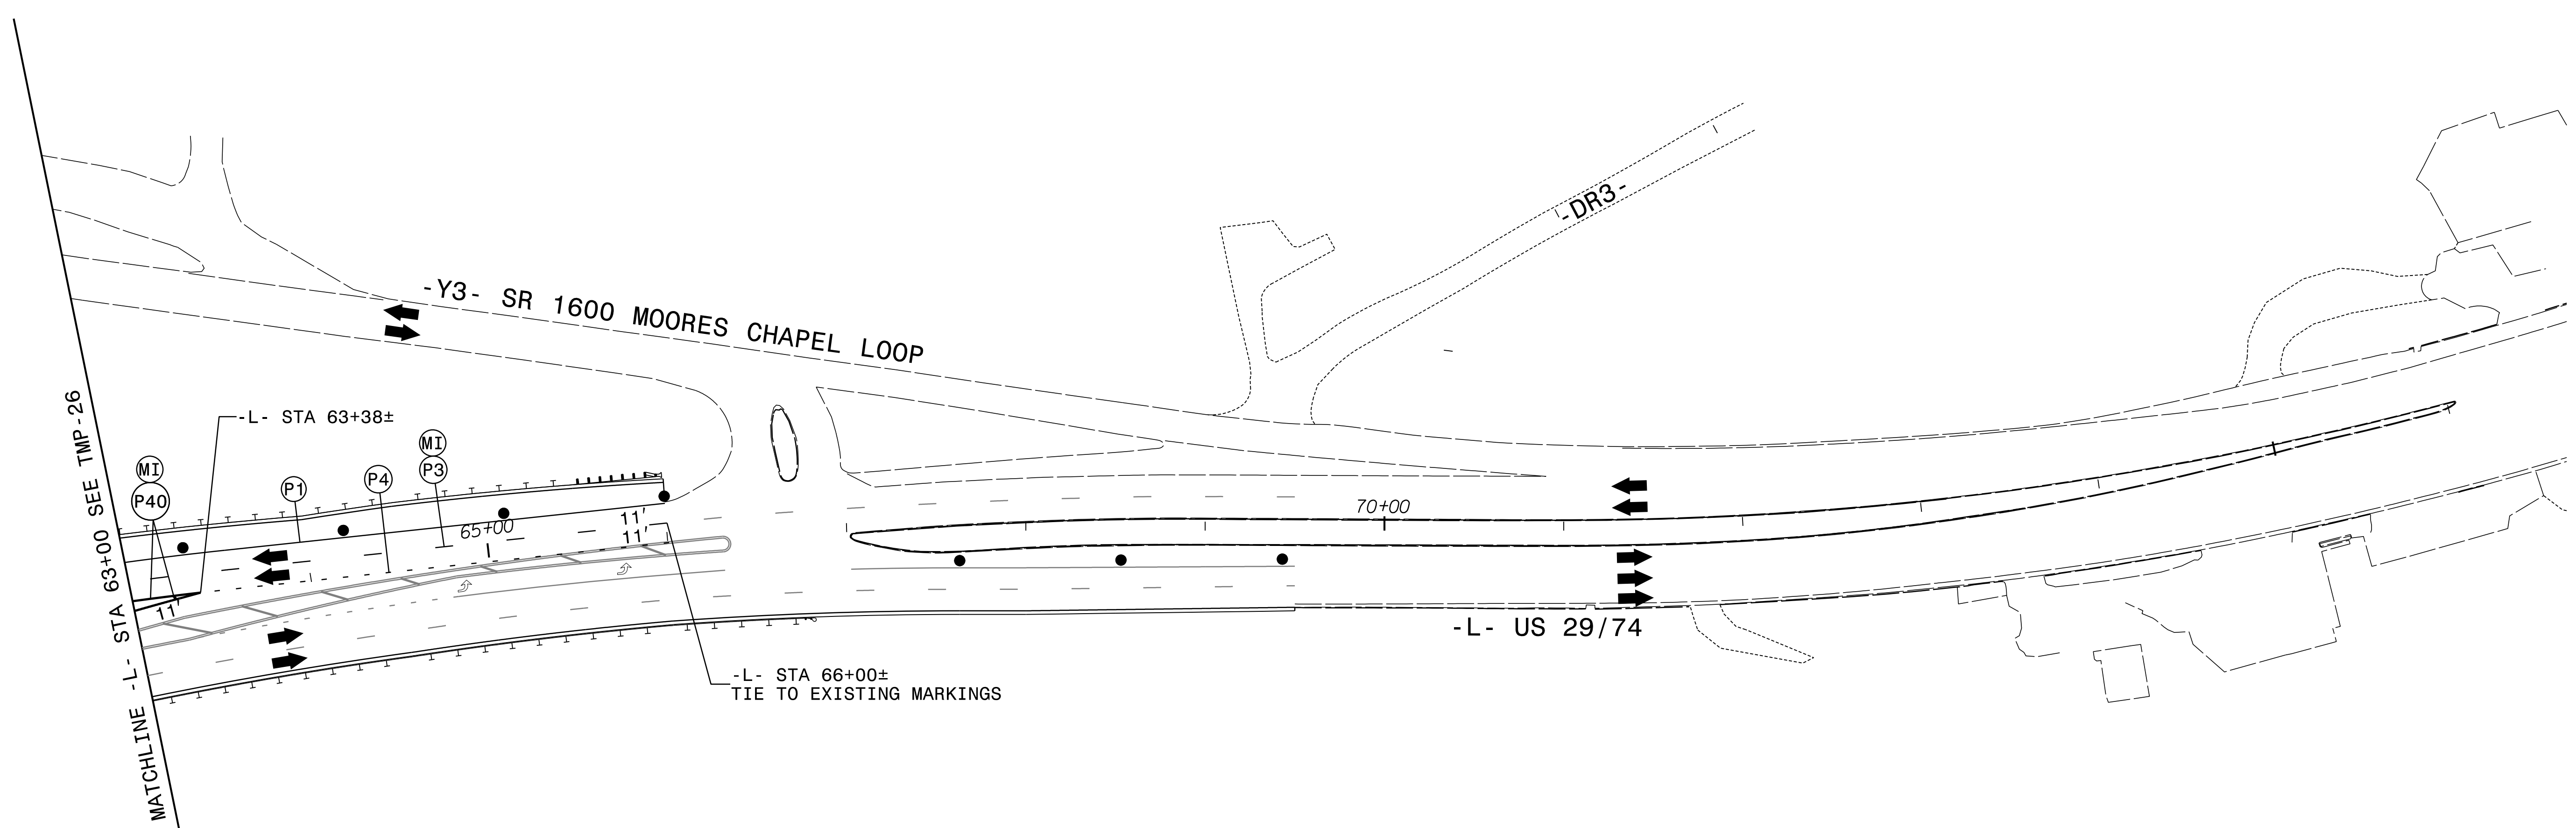 -DR3-
-Y3- SR 1600 MOORES CHAPEL LOOP
-L- STA 63+38±
MI
P40
P1
P4
MI
P3
65+00
11'
11'
11'
70+00
-L- US 29/74
-L- STA 66+00±
TIE TO EXISTING MARKINGS
MATCHLINE -L- STA 63+00 SEE TMP-26